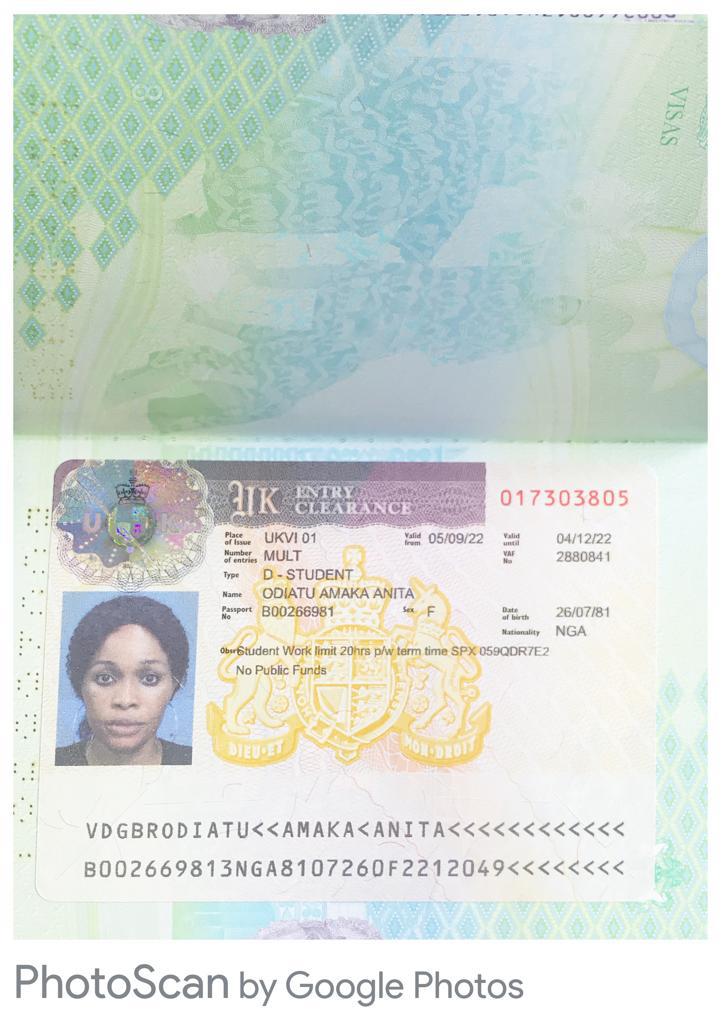 VISAS
UK ENTRY CLEARANCE
017303805
Place of Issue UKVI 01 Valid from 05/09/22 Valid until 04/12/22
Number of entries MULT VAF No 2880841
Type D - STUDENT
Name ODIATU AMAKA ANITA
Passport No B00266981 Sex F Date of birth 26/07/81
Nationality NGA
Obs Student Work limit 20hrs p/w term time SPX 059QDR7E2
No Public Funds
DIEU·ET MON·DROIT
VDGBRODIATU<<AMAKA<ANITA<<<<<<<<<<<<
B002669813NGA8107260F2212049<<<<<<<<
PhotoScan by Google Photos